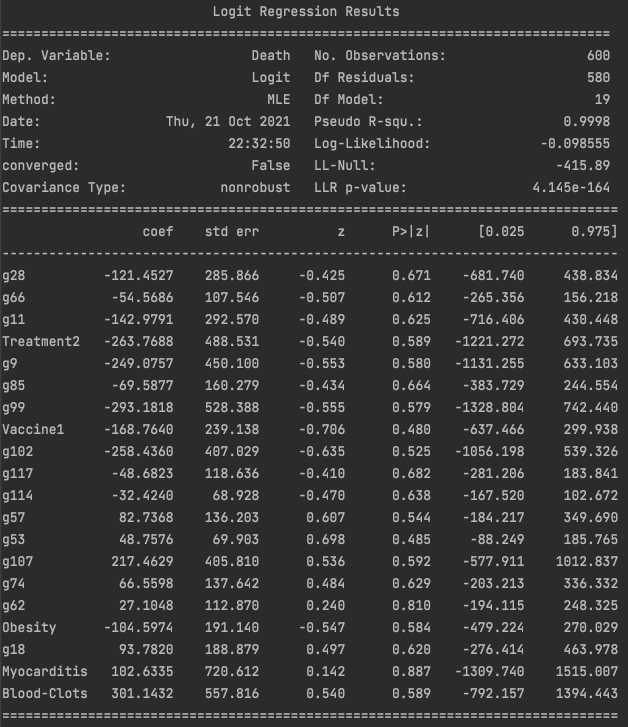 Logit Regression Results
==============================================================================
Dep. Variable: Death No. Observations: 600
Model: Logit Df Residuals: 580
Method: MLE Df Model: 19
Date: Thu, 21 Oct 2021 Pseudo R-squ.: 0.9998
Time: 22:32:50 Log-Likelihood: -0.098555
converged: False LL-Null: -415.89
Covariance Type: nonrobust LLR p-value: 4.145e-164
===============================================================================
coef std err z P>|z| [0.025 0.975]
-------------------------------------------------------------------------------
g28 -121.4527 285.866 -0.425 0.671 -681.740 438.834
g66 -54.5686 107.546 -0.507 0.612 -265.356 156.218
g11 -142.9791 292.570 -0.489 0.625 -716.406 430.448
Treatment2 -263.7688 488.531 -0.540 0.589 -1221.272 693.735
g9 -249.0757 450.100 -0.553 0.580 -1131.255 633.103
g85 -69.5877 160.279 -0.434 0.664 -383.729 244.554
g99 -293.1818 528.388 -0.555 0.579 -1328.804 742.440
Vaccine1 -168.7640 239.138 -0.706 0.480 -637.466 299.938
g102 -258.4360 407.029 -0.635 0.525 -1056.198 539.326
g117 -48.6823 118.636 -0.410 0.682 -281.206 183.841
g114 -32.4240 68.928 -0.470 0.638 -167.520 102.672
g57 82.7368 136.203 0.607 0.544 -184.217 349.690
g53 48.7576 69.903 0.698 0.485 -88.249 185.765
g107 217.4629 405.810 0.536 0.592 -577.911 1012.837
g74 66.5598 137.642 0.484 0.629 -203.213 336.332
g62 27.1048 112.870 0.240 0.810 -194.115 248.325
Obesity -104.5974 191.140 -0.547 0.584 -479.224 270.029
g18 93.7820 188.879 0.497 0.620 -276.414 463.978
Myocarditis 102.6335 720.612 0.142 0.887 -1309.740 1515.007
Blood-Clots 301.1432 557.816 0.540 0.589 -792.157 1394.443
===============================================================================